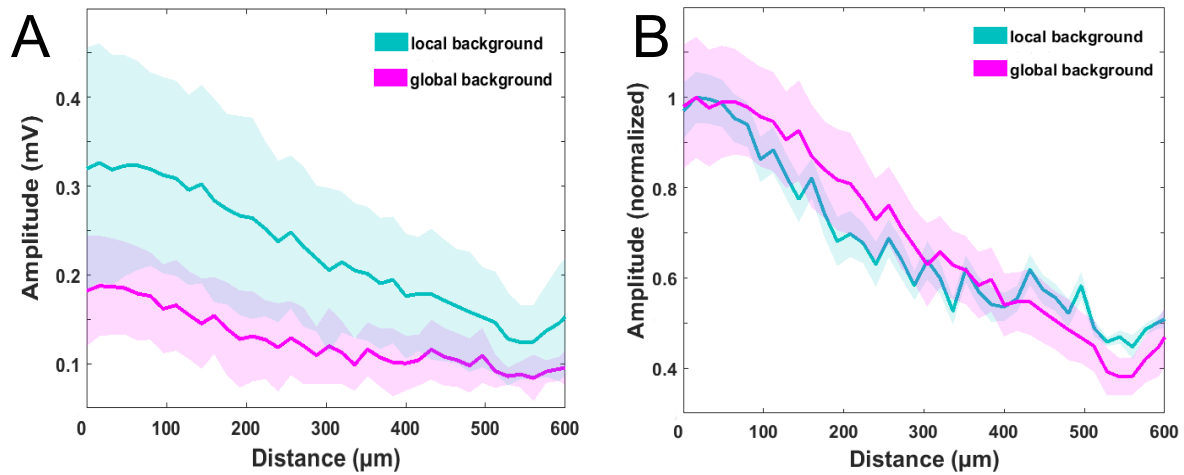 A
local background
global background
Amplitude (mV)
0.4
0.3
0.2
0.1
0 100 200 300 400 500 600
Distance (µm)
B
local background
global background
Amplitude (normalized)
1
0.8
0.6
0.4
0 100 200 300 400 500 600
Distance (µm)